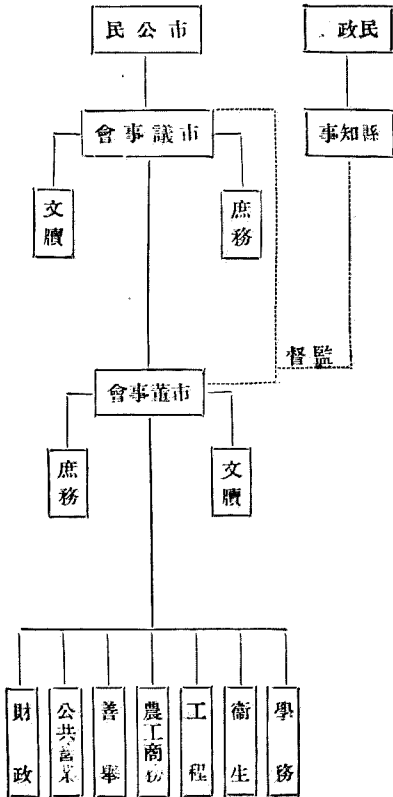 民政
市公民
縣知事
市議事會
庶務
文牘
監督
市董事會
文牘
庶務
學務
衞生
工程
農工商務
善舉
公共營業
財政